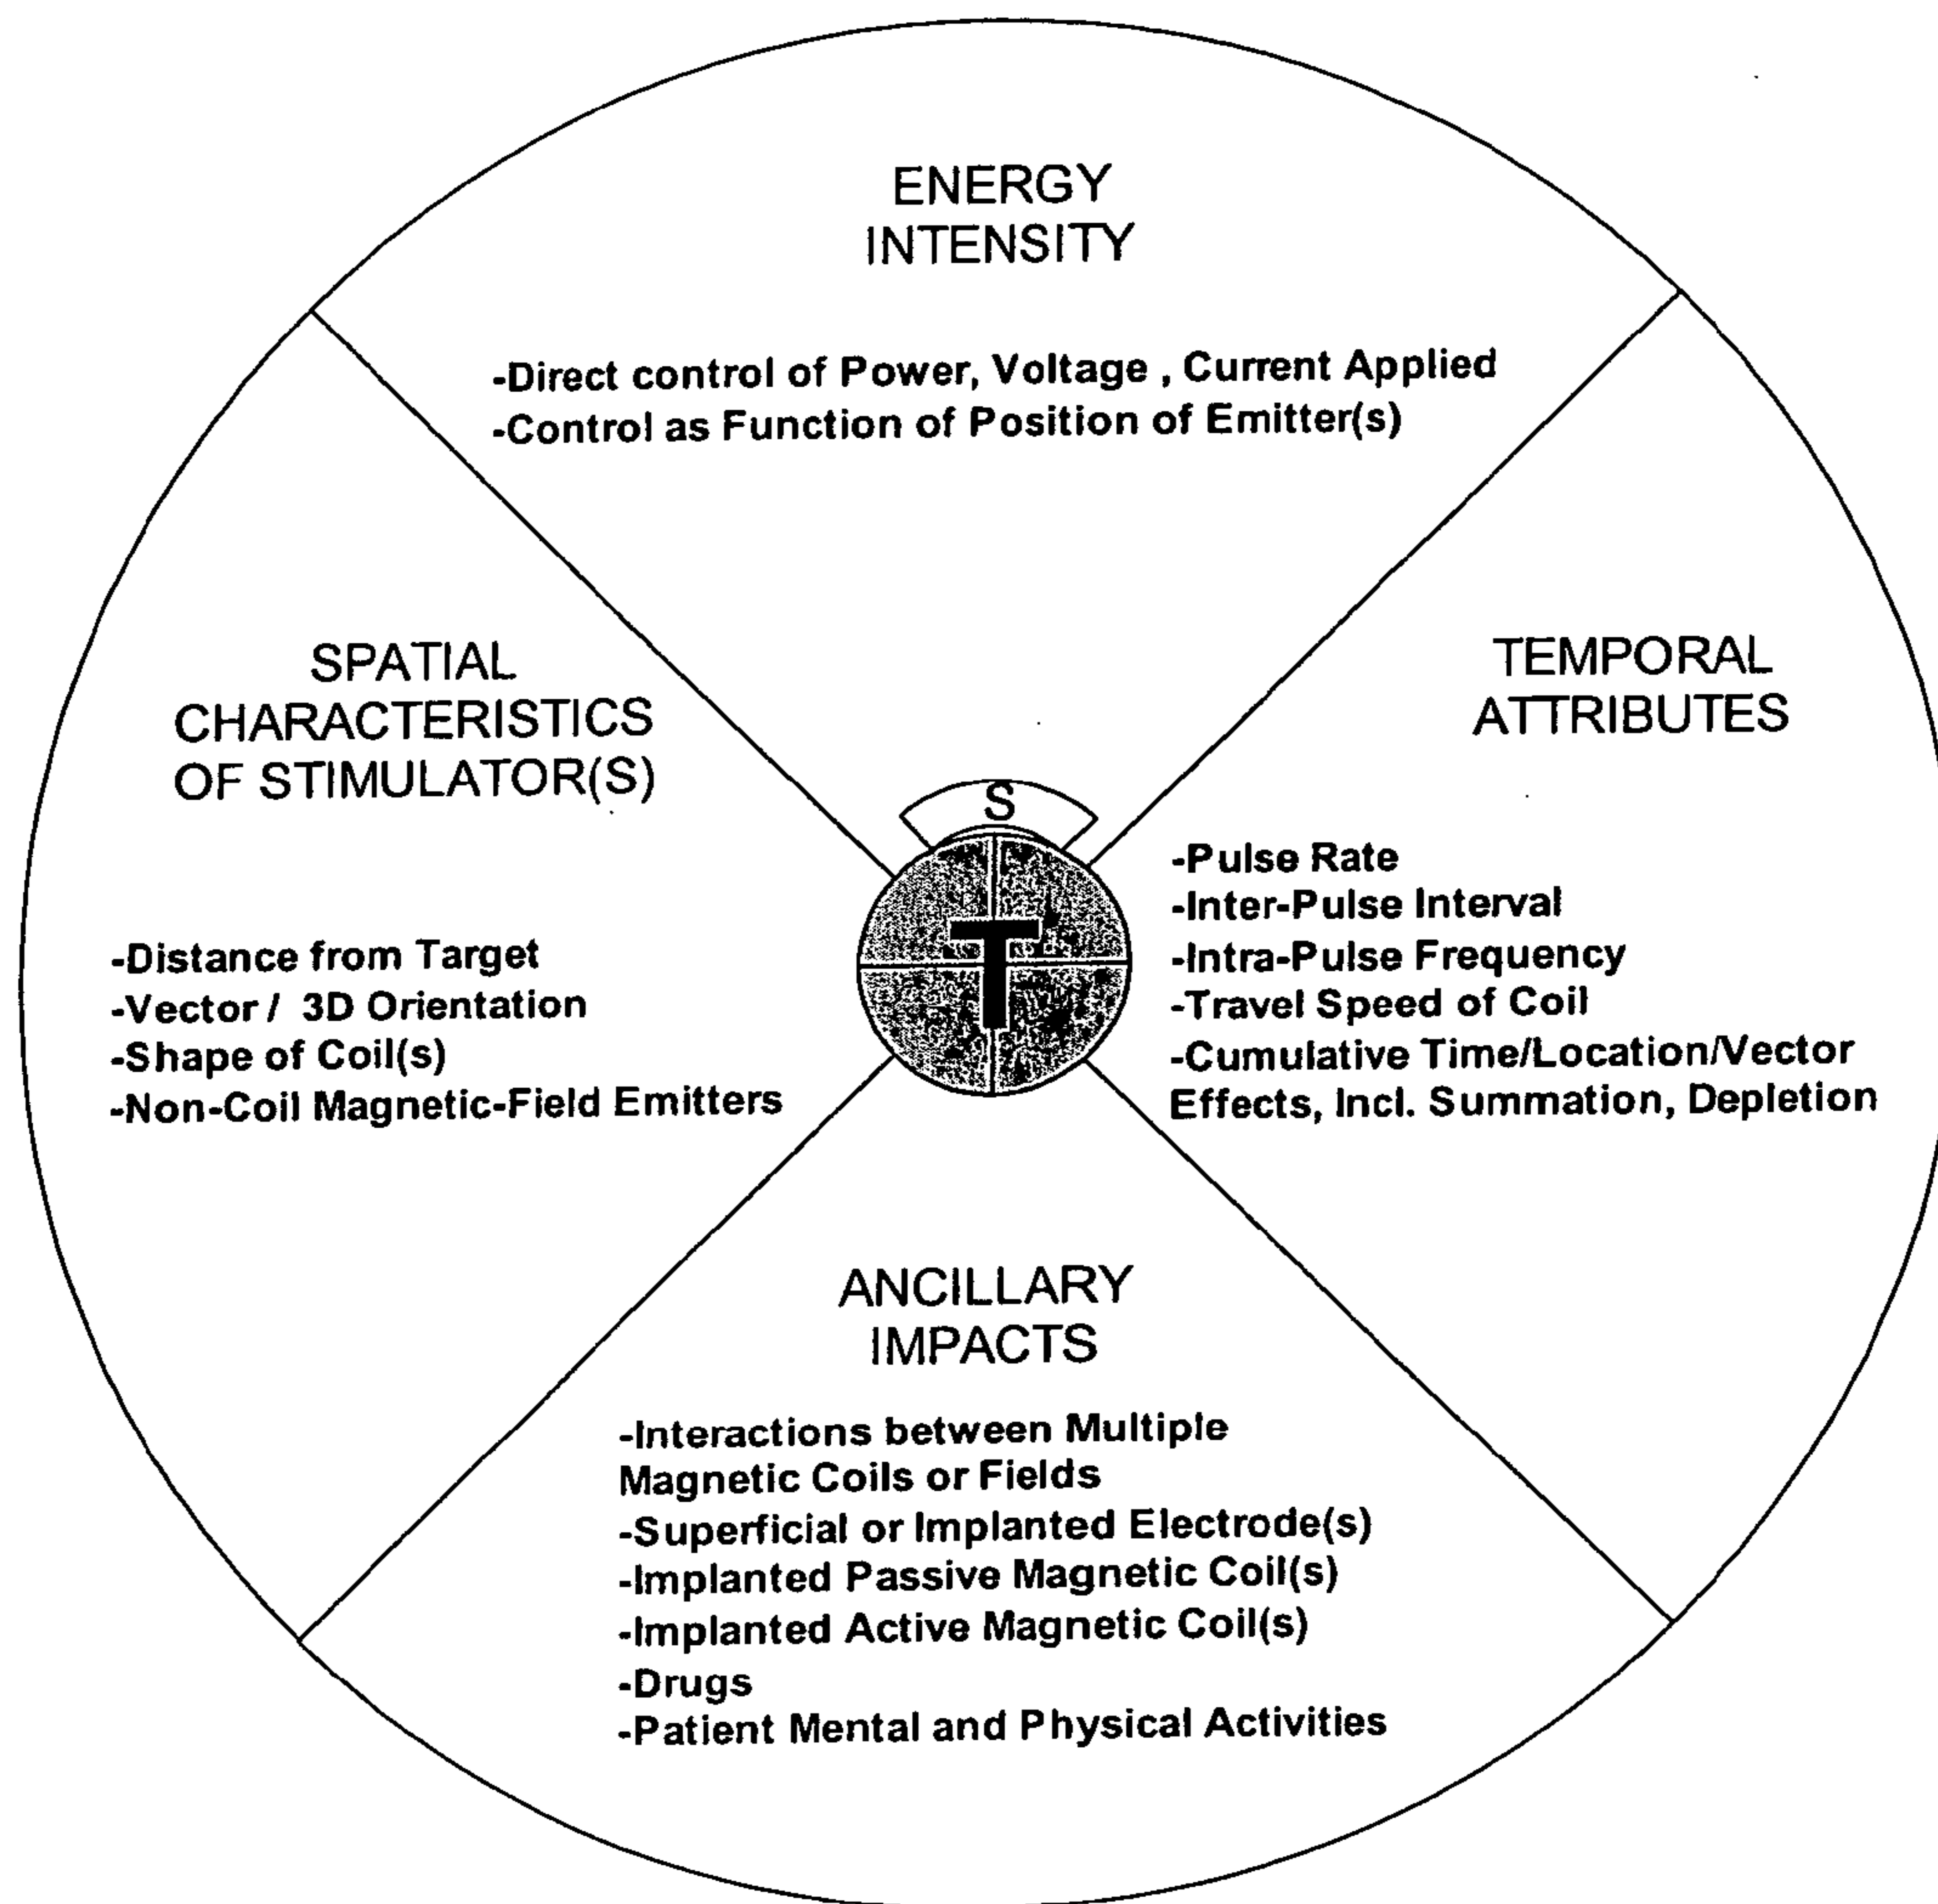 ENERGY
INTENSITY
-Direct control of Power, Voltage , Current Applied
-Control as Function of Position of Emitter(s)
SPATIAL
CHARACTERISTICS
OF STIMULATOR(S)
-Distance from Target
-Vector / 3D Orientation
-Shape of Coil(s)
-Non-Coil Magnetic-Field Emitters
S
T
TEMPORAL
ATTRIBUTES
-Pulse Rate
-Inter-Pulse Interval
-Intra-Pulse Frequency
-Travel Speed of Coil
-Cumulative Time/Location/Vector
Effects, Incl. Summation, Depletion
ANCILLARY
IMPACTS
-Interactions between Multiple
Magnetic Coils or Fields
-Superficial or Implanted Electrode(s)
-Implanted Passive Magnetic Coil(s)
-Implanted Active Magnetic Coil(s)
-Drugs
-Patient Mental and Physical Activities